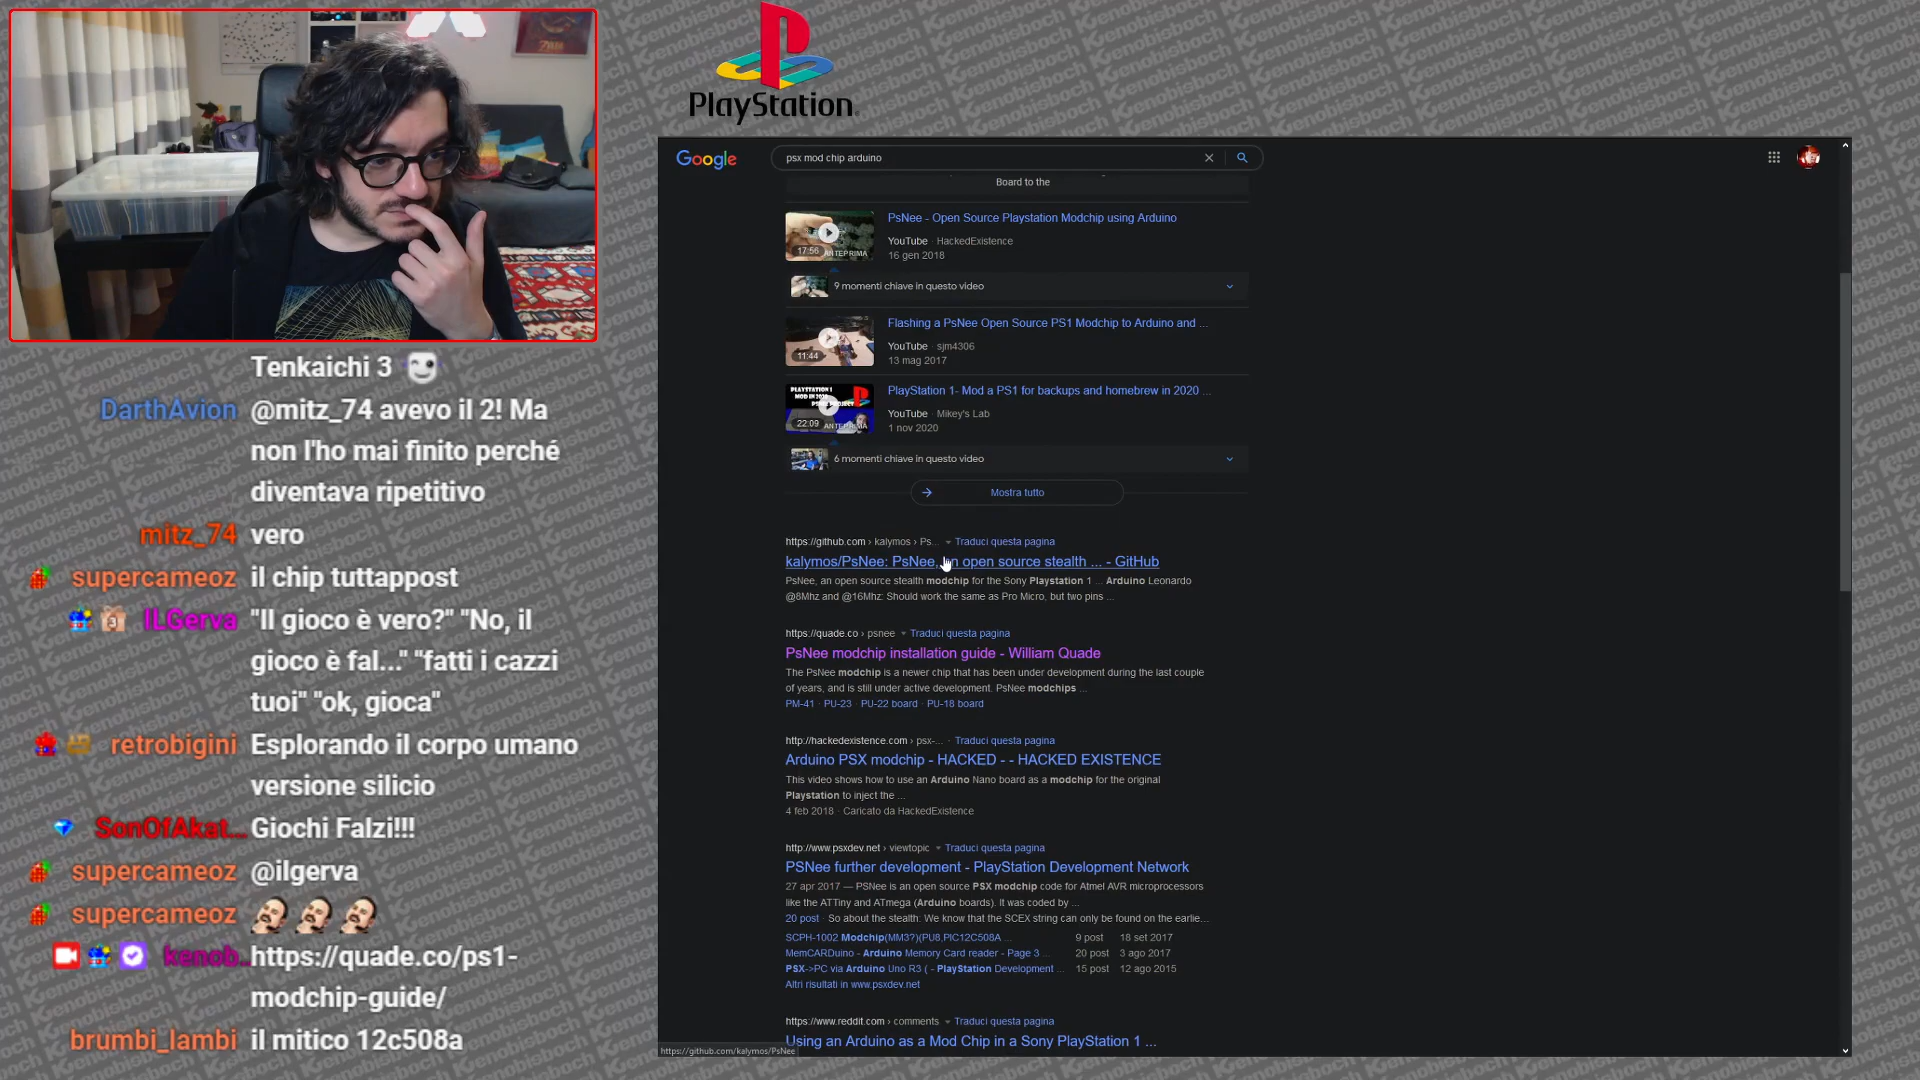 PlayStation
Google
psx mod chip arduino
Board to the
PsNee - Open Source Playstation Modchip using Arduino
YouTube · HackedExistence
16 gen 2018
17:56
ANTEPRIMA
9 momenti chiave in questo video
Flashing a PsNee Open Source PS1 Modchip to Arduino and ...
YouTube · sjm4306
13 mag 2017
11:44
PlayStation 1- Mod a PS1 for backups and homebrew in 2020 ...
YouTube · Mikey's Lab
1 nov 2020
22:09
ANTEPRIMA
6 momenti chiave in questo video
Mostra tutto
https://github.com › kalymos › Ps... Traduci questa pagina
kalymos/PsNee: PsNee, an open source stealth ... - GitHub
PsNee, an open source stealth modchip for the Sony Playstation 1 ... Arduino Leonardo
@8Mhz and @16Mhz: Should work the same as Pro Micro, but two pins ...
https://quade.co › psnee Traduci questa pagina
PsNee modchip installation guide - William Quade
The PsNee modchip is a newer chip that has been under development during the last couple
of years, and is still under active development. PsNee modchips ...
PM-41 · PU-23 · PU-22 board · PU-18 board
http://hackedexistence.com › psx-... Traduci questa pagina
Arduino PSX modchip - HACKED - - HACKED EXISTENCE
This video shows how to use an Arduino Nano board as a modchip for the original
Playstation to inject the ...
4 feb 2018 · Caricato da HackedExistence
http://www.psxdev.net › viewtopic Traduci questa pagina
PSNee further development - PlayStation Development Network
27 apr 2017 — PSNee is an open source PSX modchip code for Atmel AVR microprocessors
like the ATTiny and ATmega (Arduino boards). It was coded by ...
20 post · So about the stealth: We know that the SCEX string can only be found on the earlie...
SCPH-1002 Modchip(MM3?)(PU8.PIC12C508A ... 9 post 18 set 2017
MemCARDuino - Arduino Memory Card reader - Page 3 ... 20 post 3 ago 2017
PSX->PC via Arduino Uno R3 ( - PlayStation Development ... 15 post 12 ago 2015
Altri risultati in www.psxdev.net
https://www.reddit.com › comments Traduci questa pagina
Using an Arduino as a Mod Chip in a Sony PlayStation 1 ...
https://github.com/kalymos/PsNee
Tenkaichi 3
DarthAvion @mitz_74 avevo il 2! Ma
non l'ho mai finito perché
diventava ripetitivo
mitz_74 vero
supercameoz il chip tuttappost
ILGerva "Il gioco è vero?" "No, il
gioco è fal..." "fatti i cazzi
tuoi" "ok, gioca"
retrobigini Esplorando il corpo umano
versione silicio
SonOfAkat... Giochi Falzi!!!
supercameoz @ilgerva
supercameoz
kenob... https://quade.co/ps1-
modchip-guide/
brumbi_lambi il mitico 12c508a
Kenobisboch